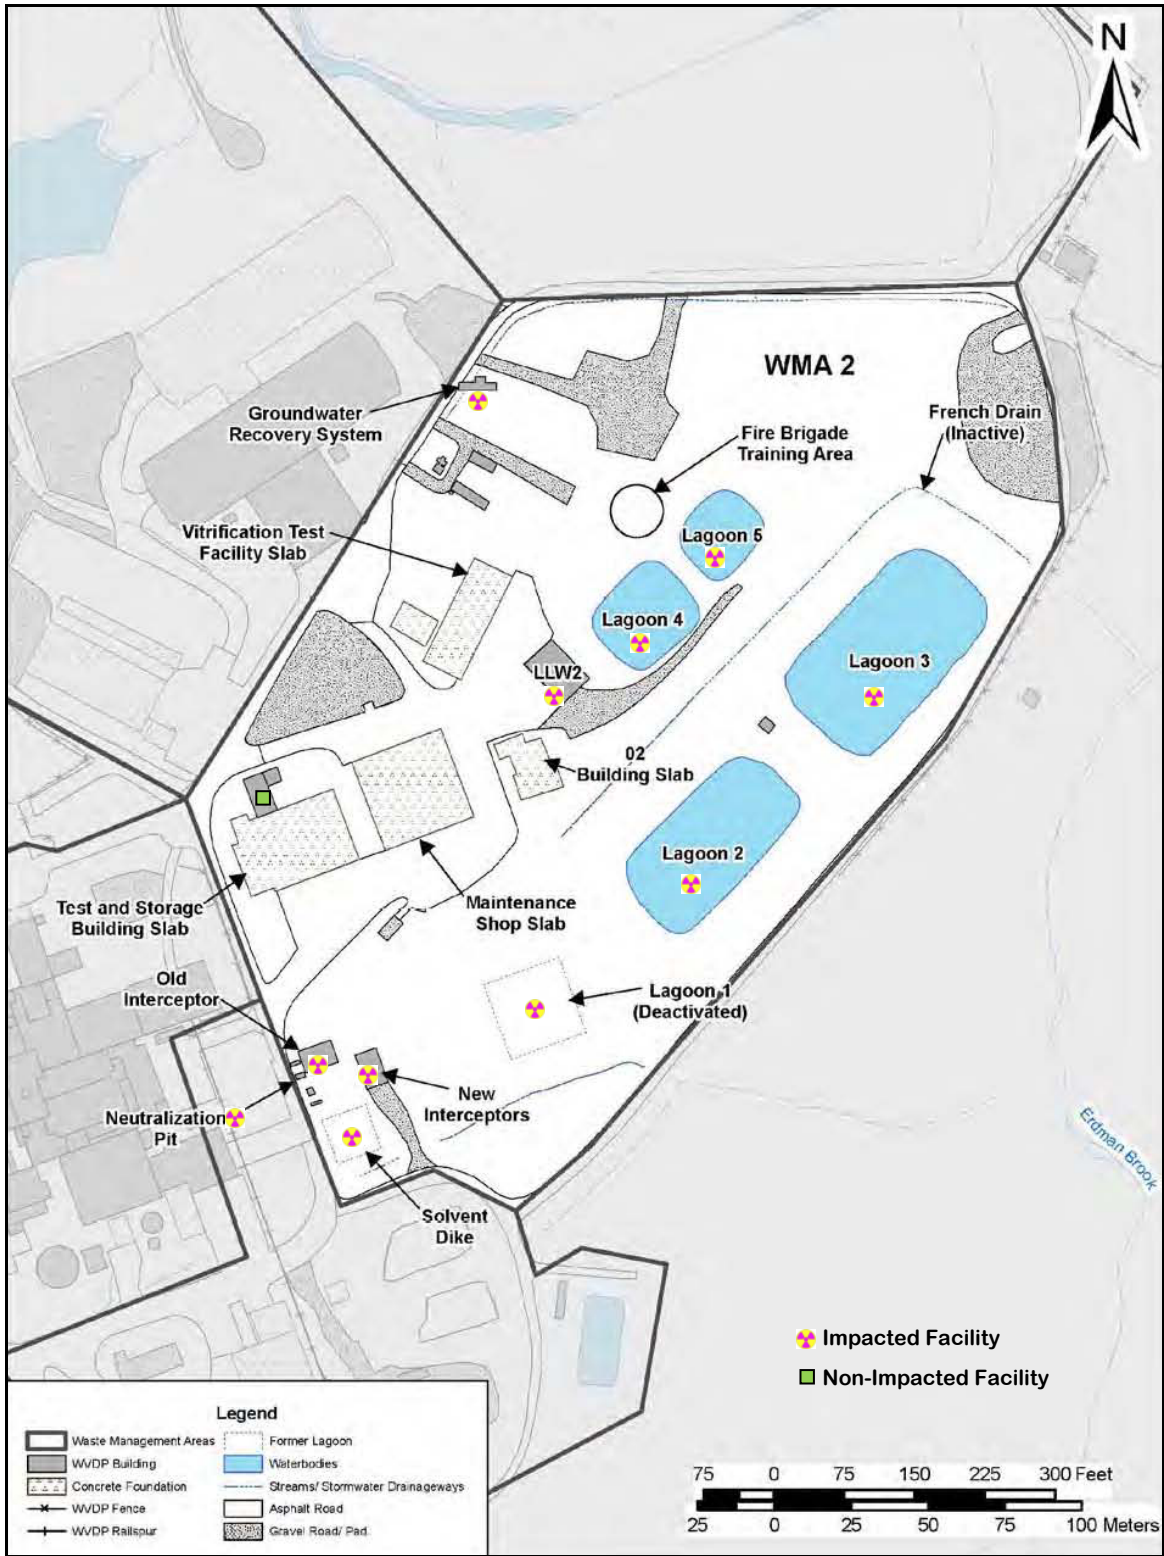 N
WMA 2
Groundwater
Recovery System
French Drain
(Inactive)
Fire Brigade
Training Area
Vitrification Test
Facility Slab
Lagoon 5
Lagoon 4
Lagoon 3
LLW2
02
Building Slab
Lagoon 2
Test and Storage
Building Slab
Maintenance
Shop Slab
Old
Interceptor
Lagoon 1
(Deactivated)
New
Interceptors
Neutralization
Pit
Erdman Brook
Solvent
Dike
Impacted Facility
Non-Impacted Facility
Legend
Waste Management Areas
Former Lagoon
WVDP Building
Waterbodies
Concrete Foundation
Streams/ Stormwater Drainageways
WVDP Fence
Asphalt Road
WVDP Railspur
Gravel Road/ Pad
75 0 75 150 225 300 Feet
25 0 25 50 75 100 Meters